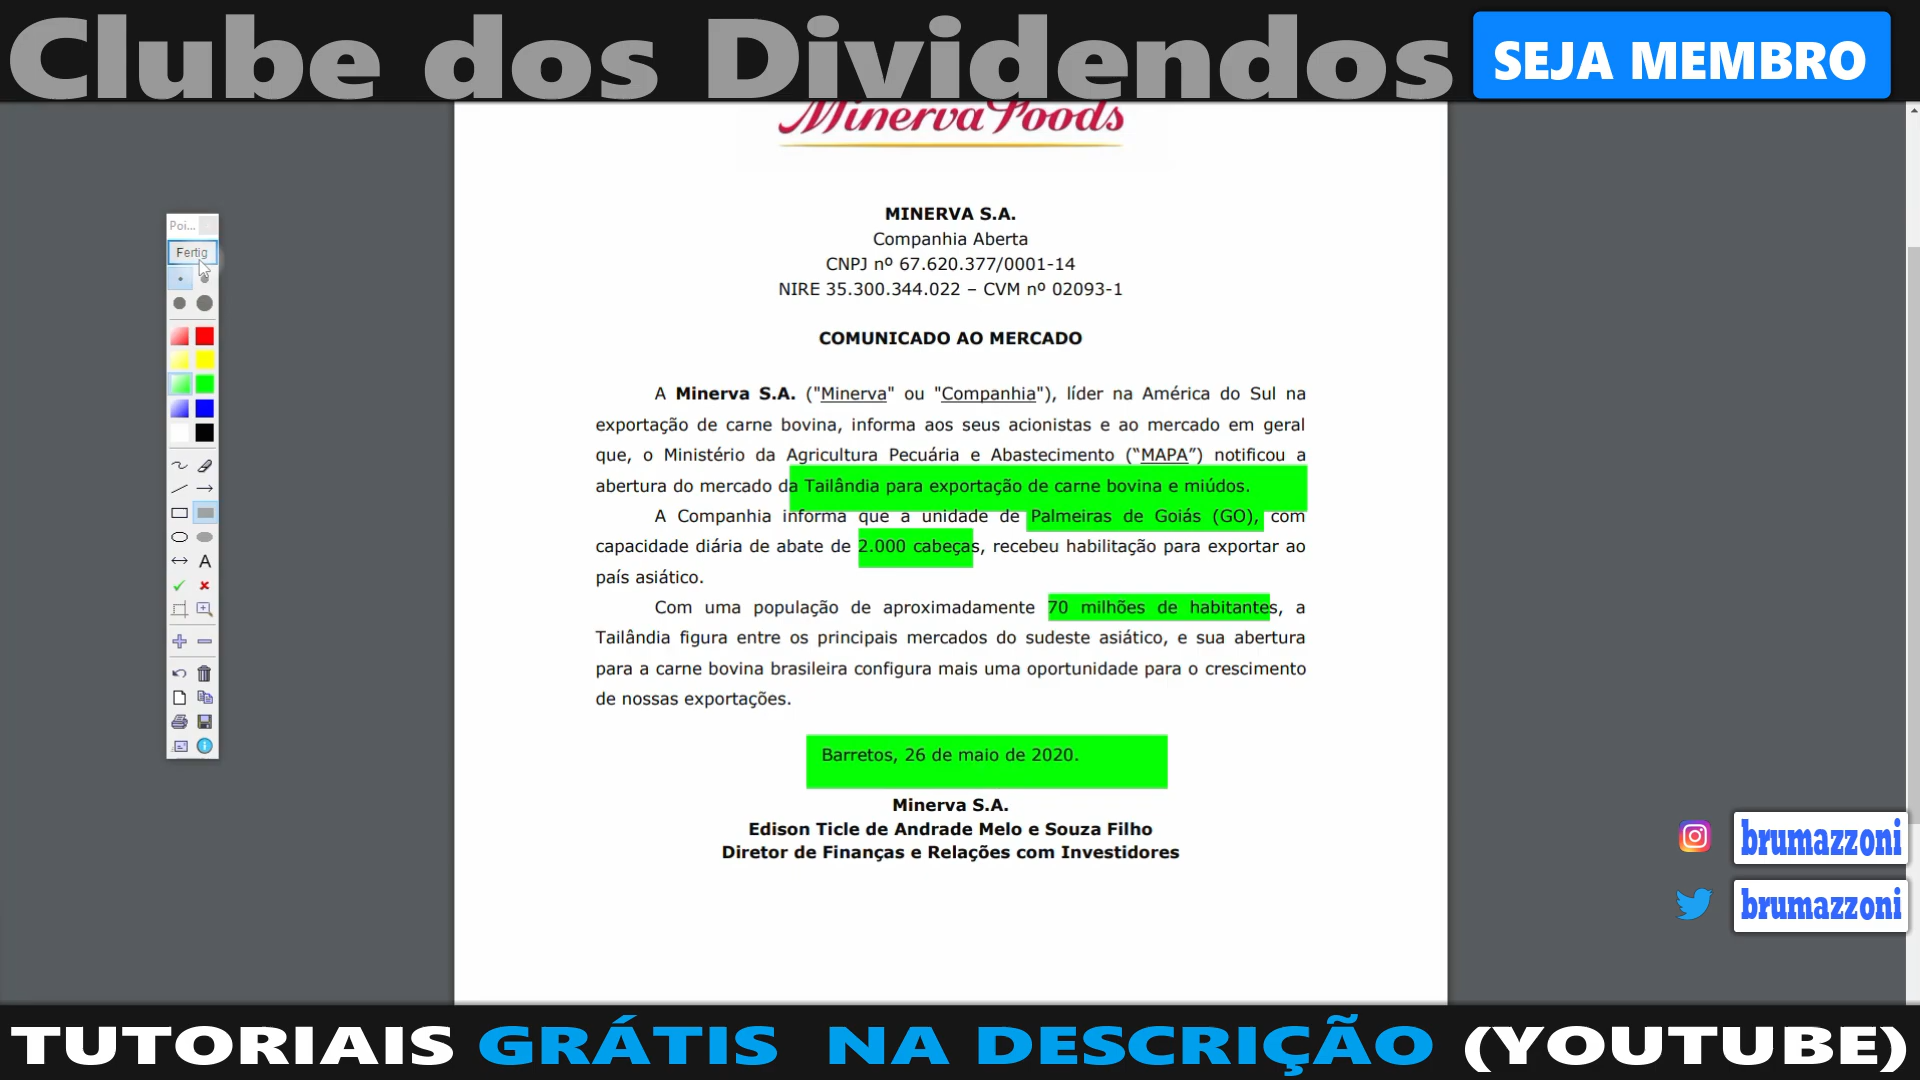 Clube dos Dividendos
SEJA MEMBRO
Minerva Foods
Poi...
Fertig
MINERVA S.A.
Companhia Aberta
CNPJ nº 67.620.377/0001-14
NIRE 35.300.344.022 – CVM nº 02093-1
COMUNICADO AO MERCADO
A Minerva S.A. ("Minerva" ou "Companhia"), líder na América do Sul na
exportação de carne bovina, informa aos seus acionistas e ao mercado em geral
que, o Ministério da Agricultura Pecuária e Abastecimento (“MAPA”) notificou a
abertura do mercado da Tailândia para exportação de carne bovina e miúdos.
A Companhia informa que a unidade de Palmeiras de Goiás (GO), com
capacidade diária de abate de 2.000 cabeças, recebeu habilitação para exportar ao
país asiático.
Com uma população de aproximadamente 70 milhões de habitantes, a
Tailândia figura entre os principais mercados do sudeste asiático, e sua abertura
para a carne bovina brasileira configura mais uma oportunidade para o crescimento
de nossas exportações.
Barretos, 26 de maio de 2020.
Minerva S.A.
Edison Ticle de Andrade Melo e Souza Filho
Diretor de Finanças e Relações com Investidores
brumazzoni
brumazzoni
TUTORIAIS GRÁTIS NA DESCRIÇÃO (YOUTUBE)